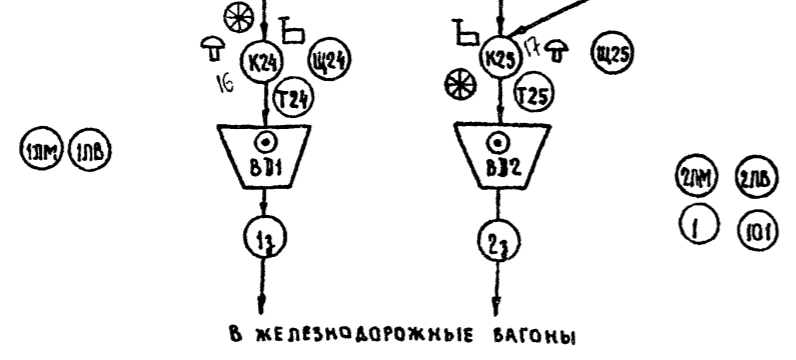 К24 Щ24 К25 17 Щ25
16 Т24 Т25
1ЛМ 1ЛВ ВД1 ВД2 2ЛМ 2ЛВ
1з 2з 1 101
В ЖЕЛЕЗНОДОРОЖНЫЕ ВАГОНЫ